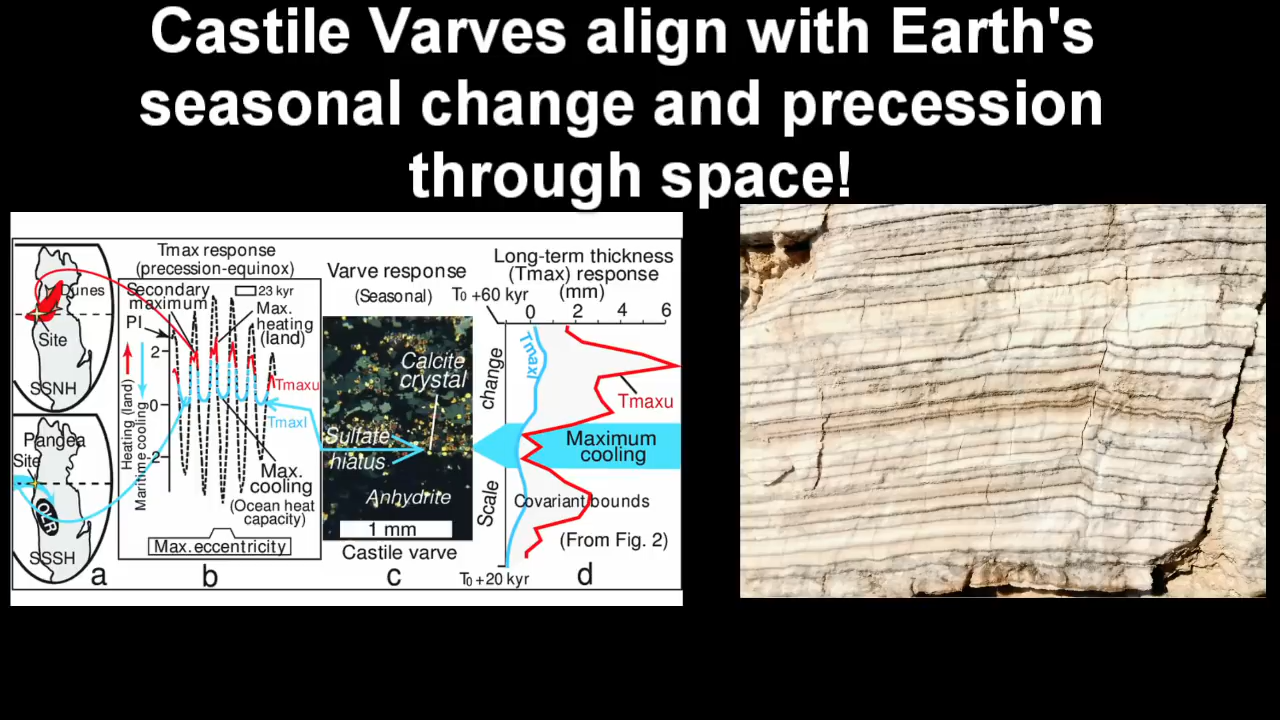 Castile Varves align with Earth's
seasonal change and precession
through space!
Tmax response
(precession-equinox)
Secondary
maximum
23 kyr
PI
Max.
heating
(land)
2
0
-2
Heating (land)
Maritime cooling
Tmaxu
Tmaxl
Max.
cooling
(Ocean heat
capacity)
Max. eccentricity
Site
SSNH
Pangea
Site
OLR
SSSH
a
b
Varve response
(Seasonal)
Calcite
crystal
Sulfate
hiatus
Anhydrite
1 mm
Castile varve
c
Long-term thickness
(Tmax) response
(mm)
T₀ +60 kyr
0 2 4 6
Tmaxl
change
Tmaxu
Maximum
cooling
Scale
Covariant bounds
(From Fig. 2)
T₀ +20 kyr
d